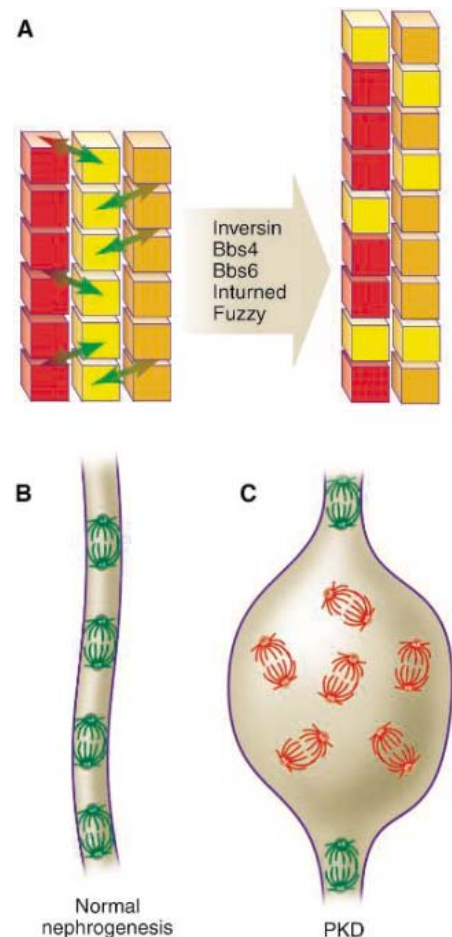 A
Inversin
Bbs4
Bbs6
Inturned
Fuzzy
B
C
Normal
nephrogenesis
PKD